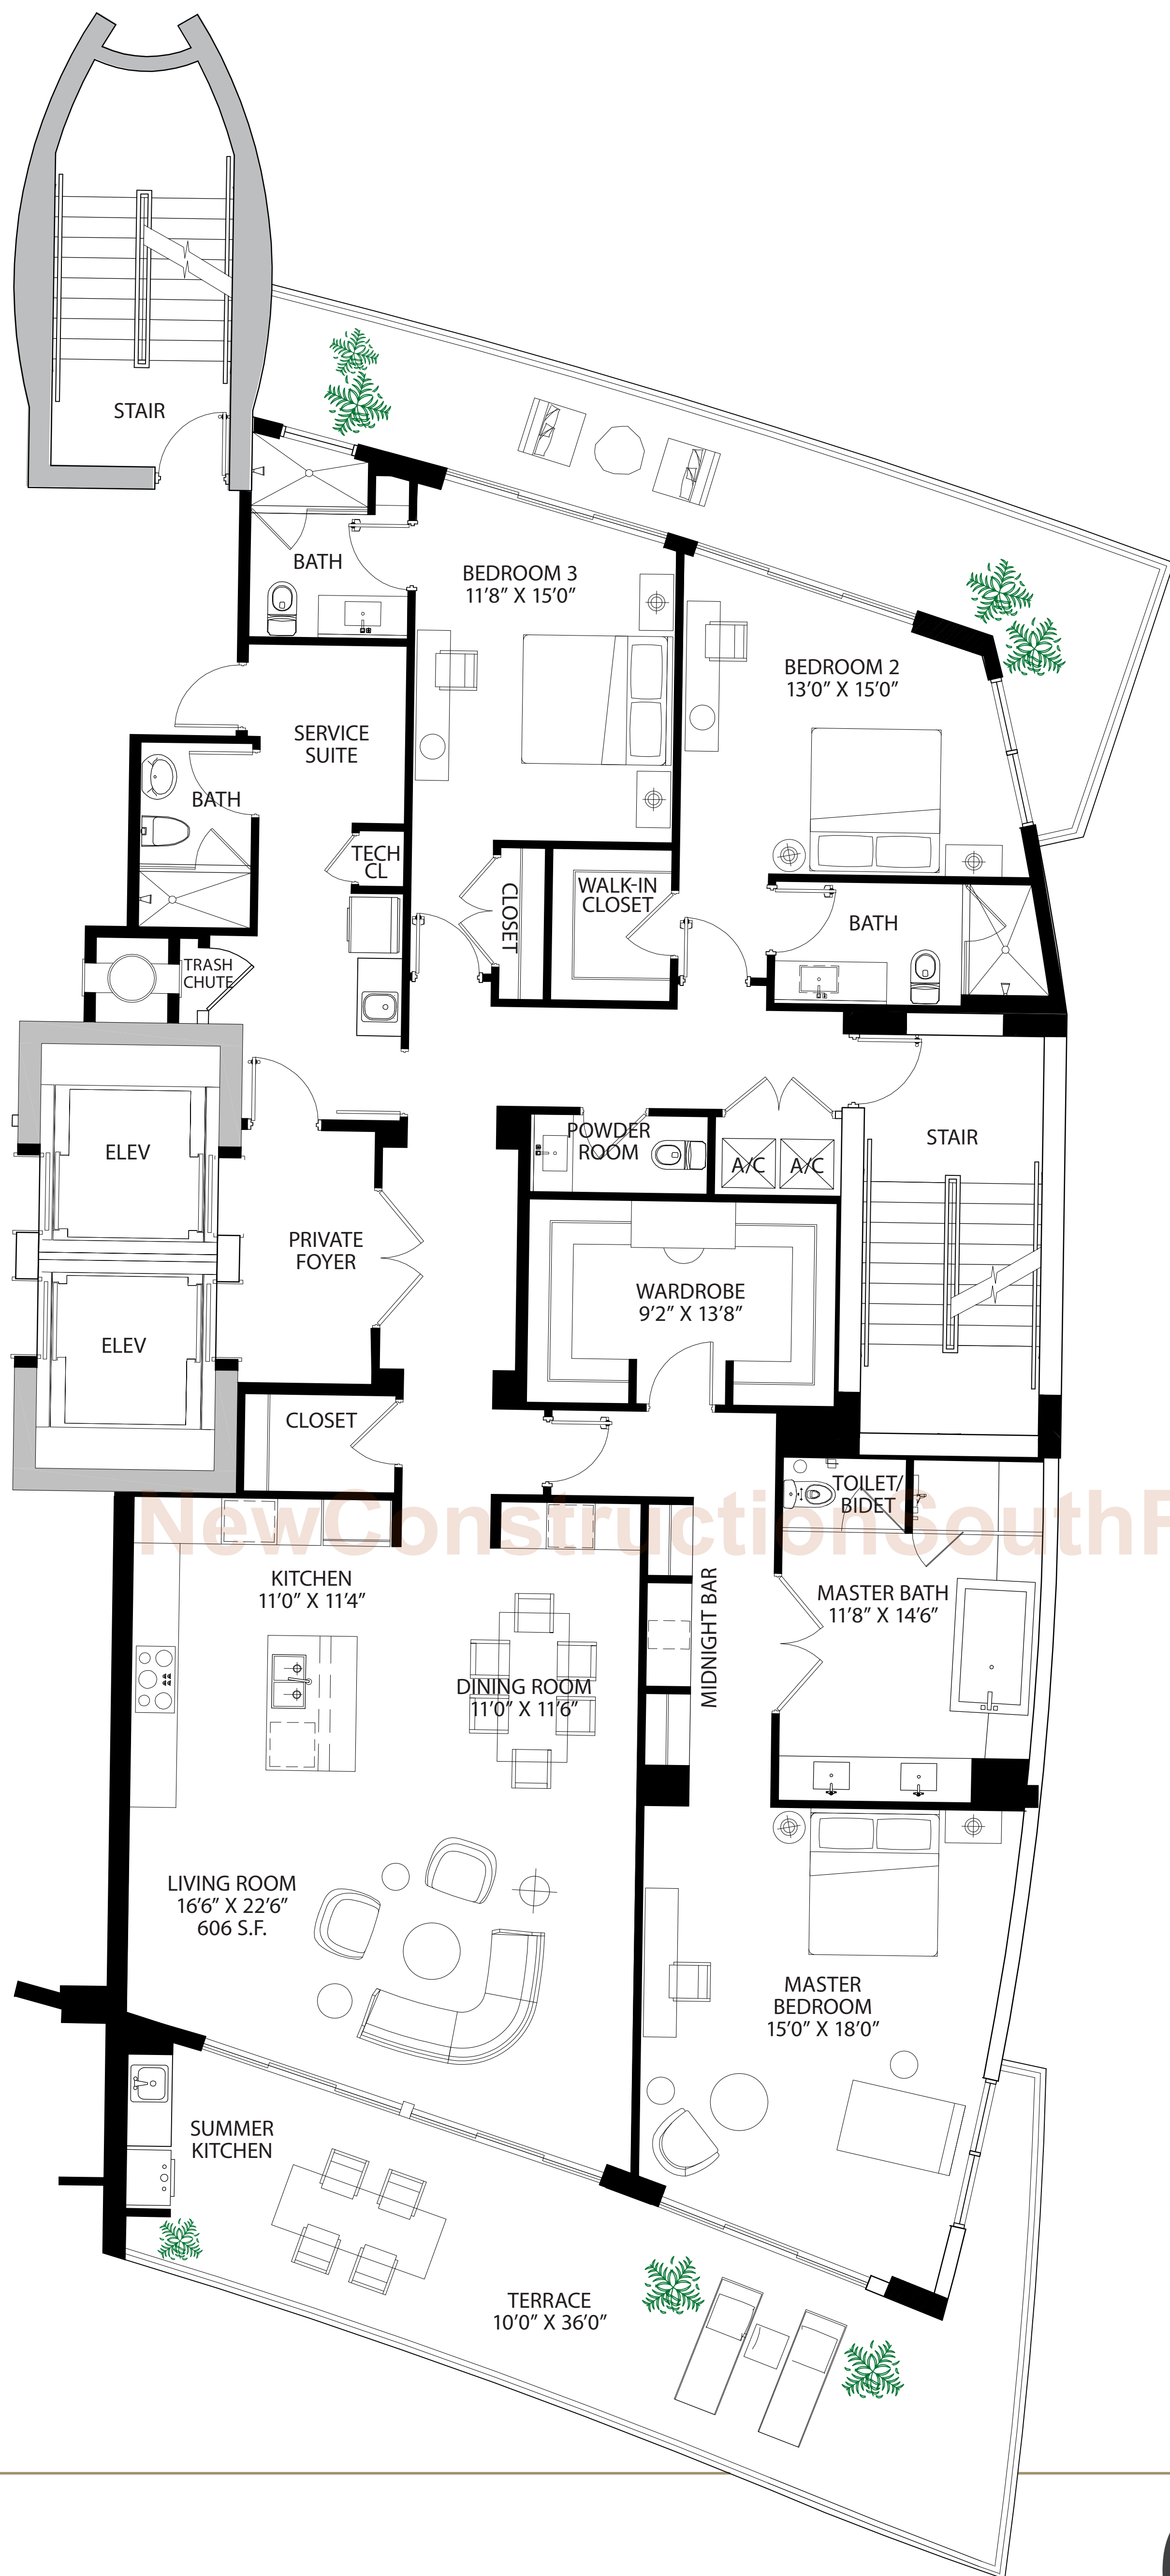 STAIR
BATH
BEDROOM 3
11'8" X 15'0"
BEDROOM 2
13'0" X 15'0"
SERVICE
SUITE
BATH
TECH
CL
CLOSET
WALK-IN
CLOSET
BATH
TRASH
CHUTE
ELEV
POWDER
ROOM
A/C
A/C
STAIR
PRIVATE
FOYER
WARDROBE
9'2" X 13'8"
ELEV
CLOSET
TOILET/
BIDET
NewConstructionSouthF
KITCHEN
11'0" X 11'4"
MIDNIGHT BAR
MASTER BATH
11'8" X 14'6"
DINING ROOM
11'0" X 11'6"
LIVING ROOM
16'6" X 22'6"
606 S.F.
MASTER
BEDROOM
15'0" X 18'0"
SUMMER
KITCHEN
TERRACE
10'0" X 36'0"